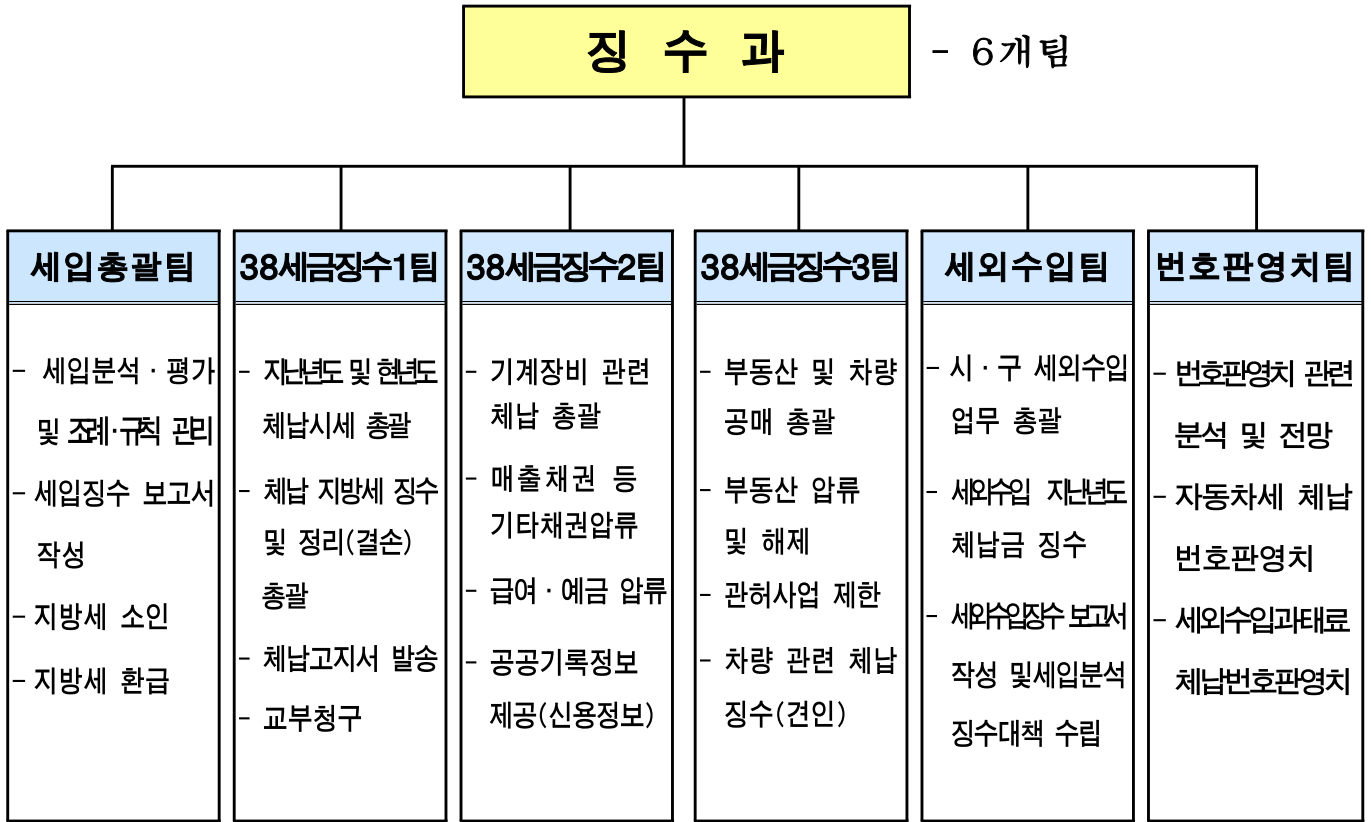 징 수 과
- 6개팀
세입총괄팀
- 세입분석 · 평가
및 조례·규칙 관리
- 세입징수 보고서
작성
- 지방세 소인
- 지방세 환급
38세금징수1팀
- 지난년도 및 현년도
체납시세 총괄
- 체납 지방세 징수
및 정리(결손)
총괄
- 체납고지서 발송
- 교부청구
38세금징수2팀
- 기계장비 관련
체납 총괄
- 매출채권 등
기타채권압류
- 급여 · 예금 압류
- 공공기록정보
제공(신용정보)
38세금징수3팀
- 부동산 및 차량
공매 총괄
- 부동산 압류
및 해제
- 관허사업 제한
- 차량 관련 체납
징수(견인)
세외수입팀
- 시 · 구 세외수입
업무 총괄
- 세외수입 지난년도
체납금 징수
- 세외수입징수 보고서
작성 및세입분석
징수대책 수립
번호판영치팀
- 번호판영치 관련
분석 및 전망
- 자동차세 체납
번호판영치
- 세외수입과태료
체납번호판영치